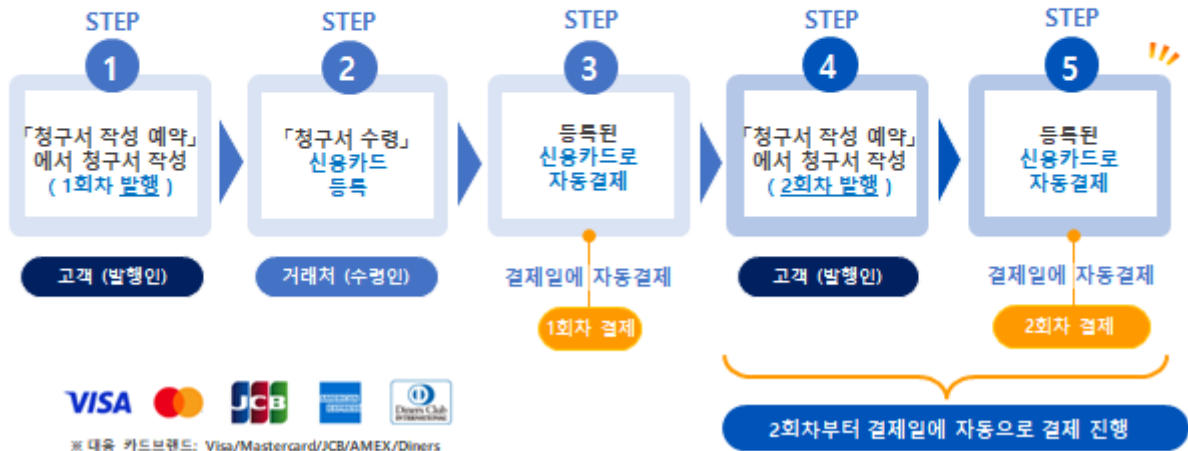 STEP
1
「청구서 작성 예약」
에서 청구서 작성
( 1회차 발행 )
고객 (발행인)
STEP
2
「청구서 수령」
신용카드
등록
거래처 (수령인)
STEP
3
등록된
신용카드로
자동결제
결제일에 자동결제
1회차 결제
STEP
4
「청구서 작성 예약」
에서 청구서 작성
( 2회차 발행 )
고객 (발행인)
STEP
5
등록된
신용카드로
자동결제
결제일에 자동결제
2회차 결제
2회차부터 결제일에 자동으로 결제 진행
VISA
JCB
AMERICAN
EXPRESS
Diners Club
INTERNATIONAL
※ 대응 카드브랜드: Visa/Mastercard/JCB/AMEX/Diners